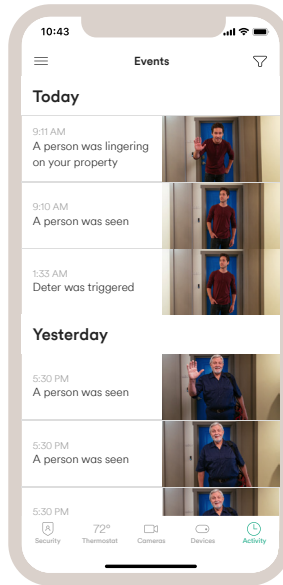 10:43
Events
Today
9:11 AM
A person was lingering
on your property
9:10 AM
A person was seen
1:33 AM
Deter was triggered
Yesterday
5:30 PM
A person was seen
5:30 PM
A person was seen
5:30 PM
72°
Security
Thermostat
Cameras
Devices
Activity